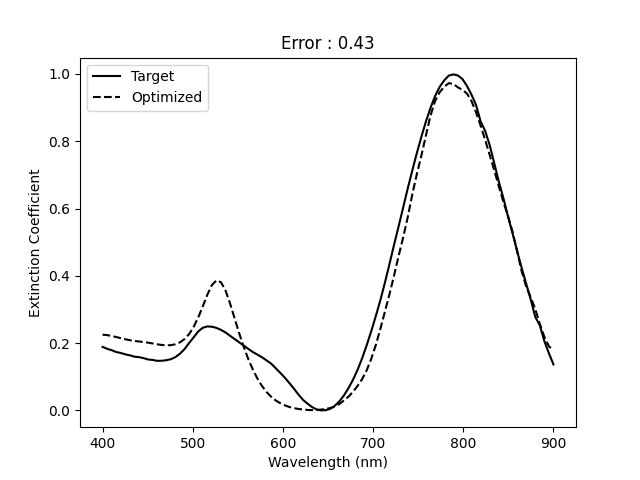 Error : 0.43
Target
Optimized
Extinction Coefficient
1.0
0.8
0.6
0.4
0.2
0.0
400 500 600 700 800 900
Wavelength (nm)